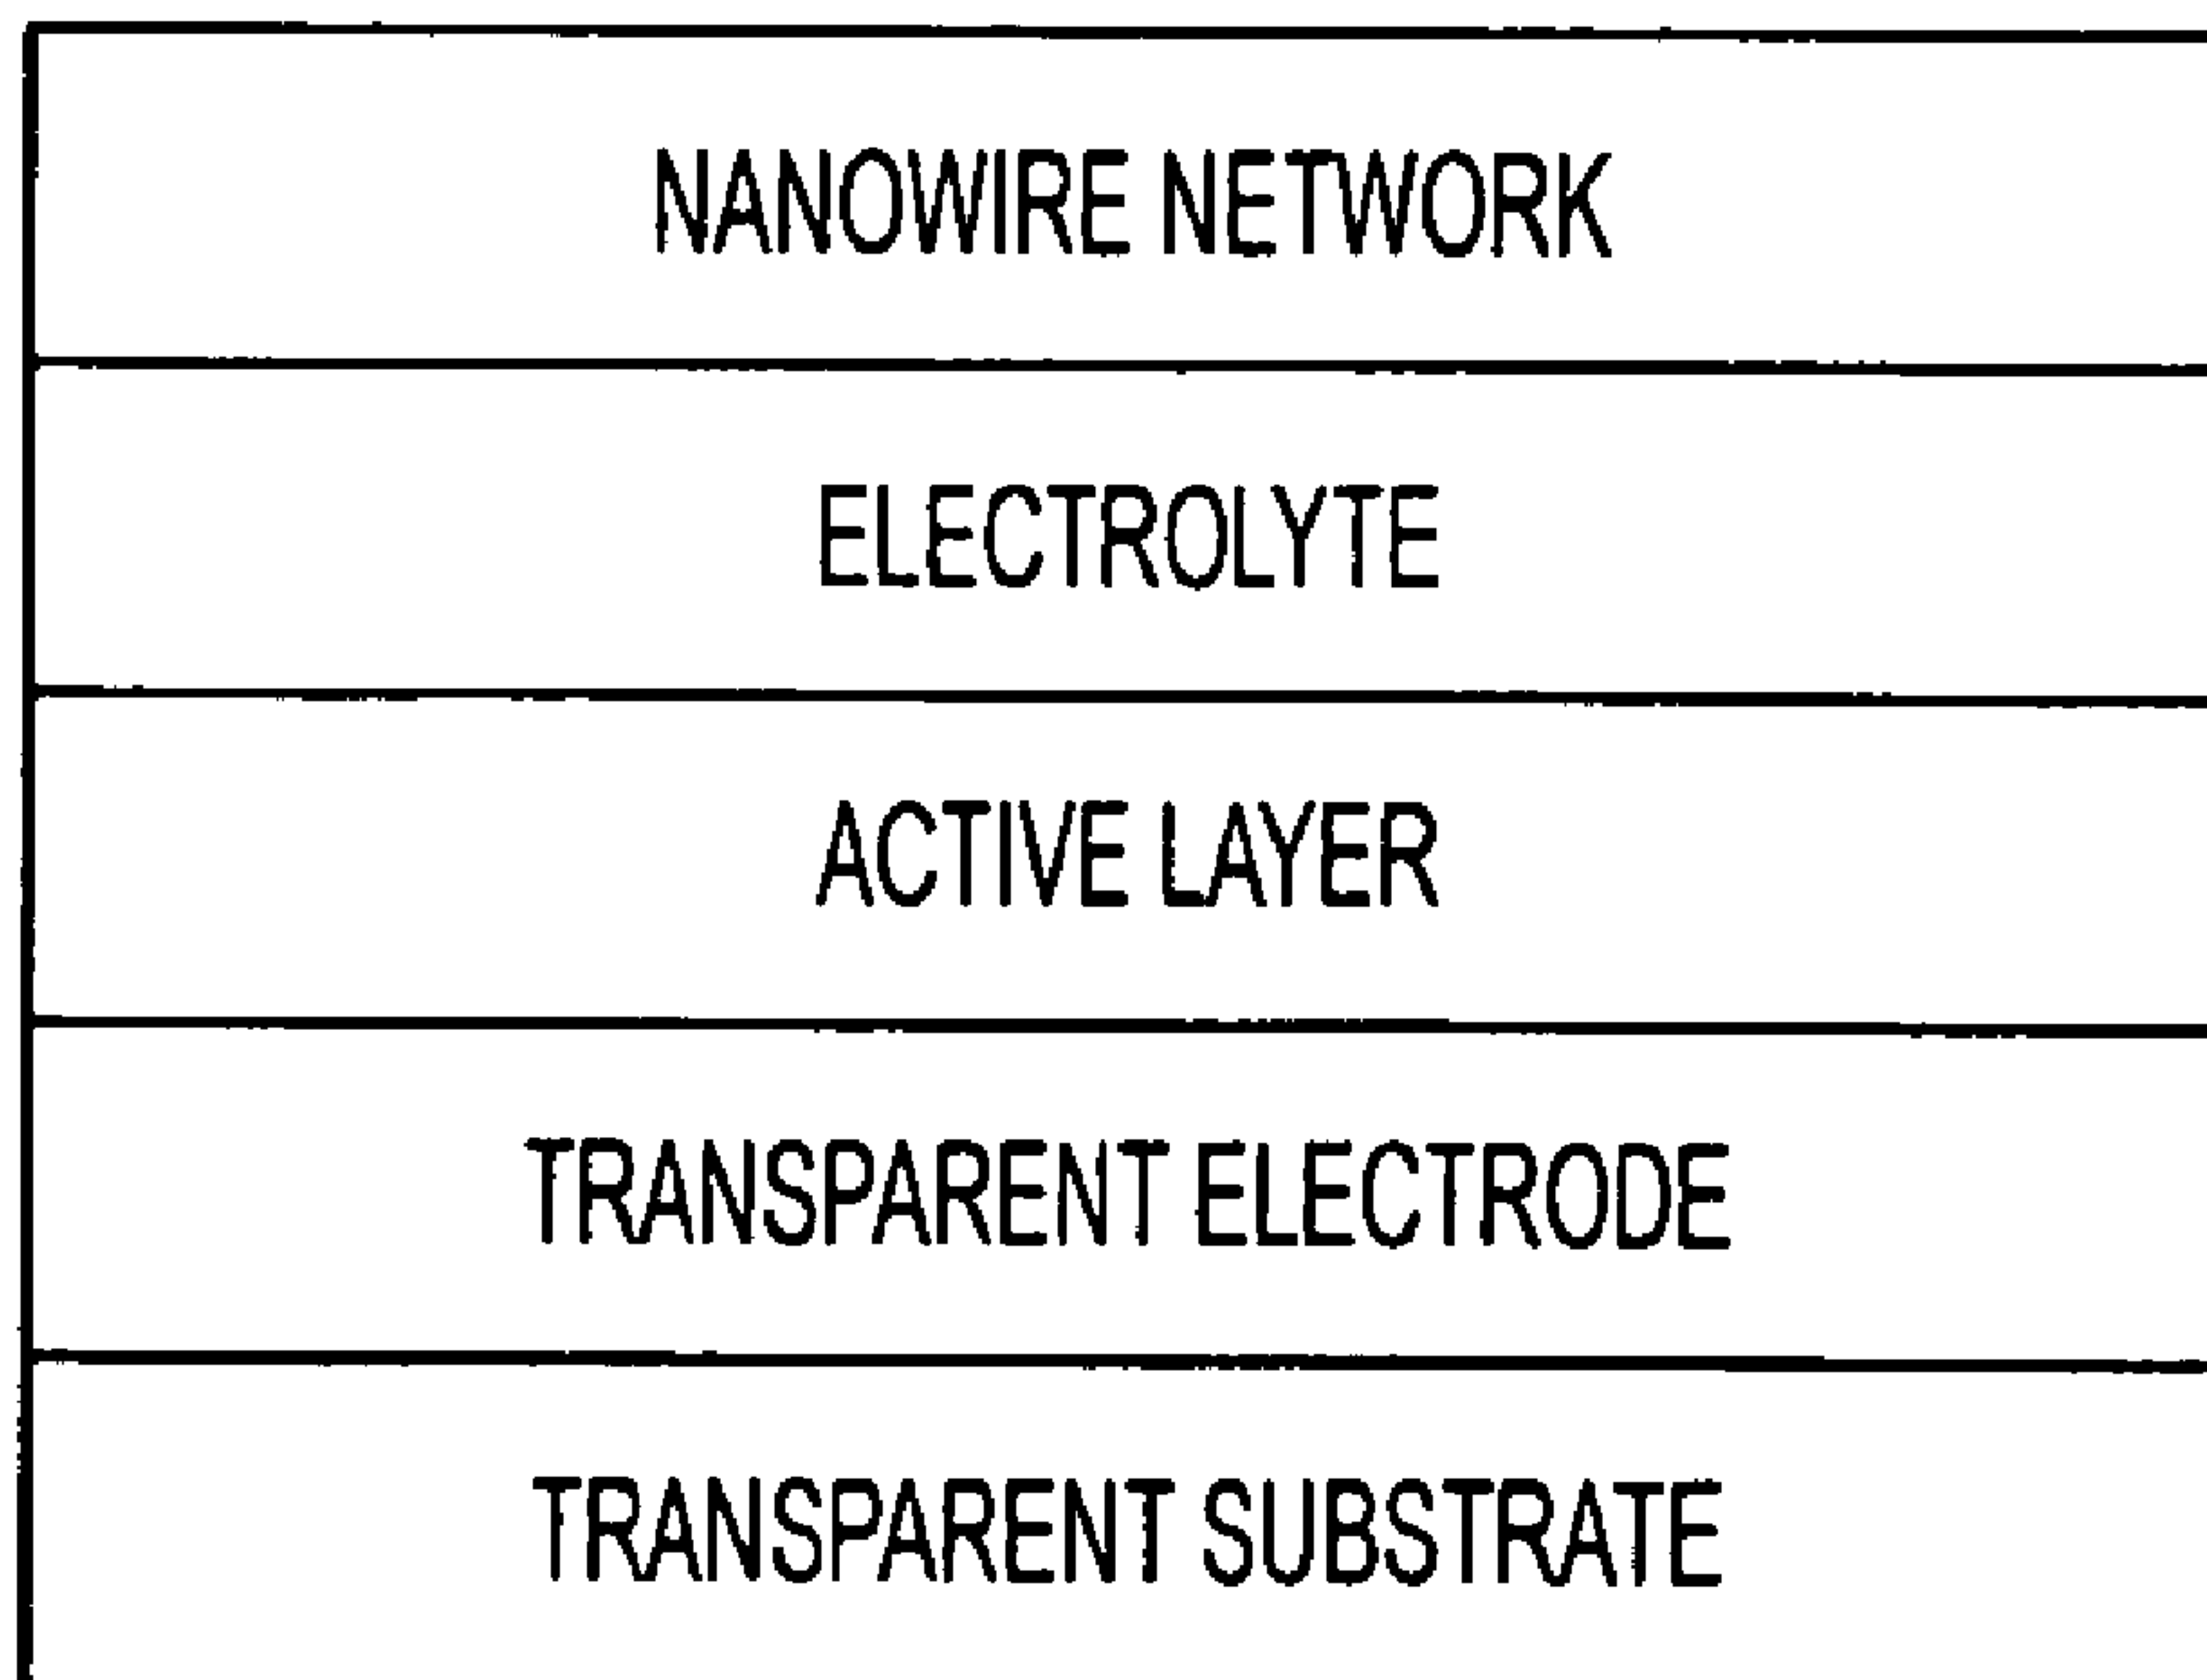 NANOWIRE NETWORK
ELECTROLYTE
ACTIVE LAYER
TRANSPARENT ELECTRODE
TRANSPARENT SUBSTRATE